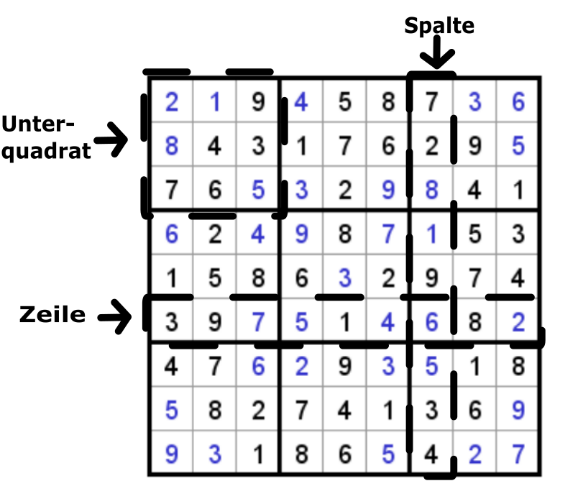 Spalte
2 1 9 4 5 8 7 3 6
Unter-
quadrat
8 4 3 1 7 6 2 9 5
7 6 5 3 2 9 8 4 1
6 2 4 9 8 7 1 5 3
1 5 8 6 3 2 9 7 4
Zeile
3 9 7 5 1 4 6 8 2
4 7 6 2 9 3 5 1 8
5 8 2 7 4 1 3 6 9
9 3 1 8 6 5 4 2 7